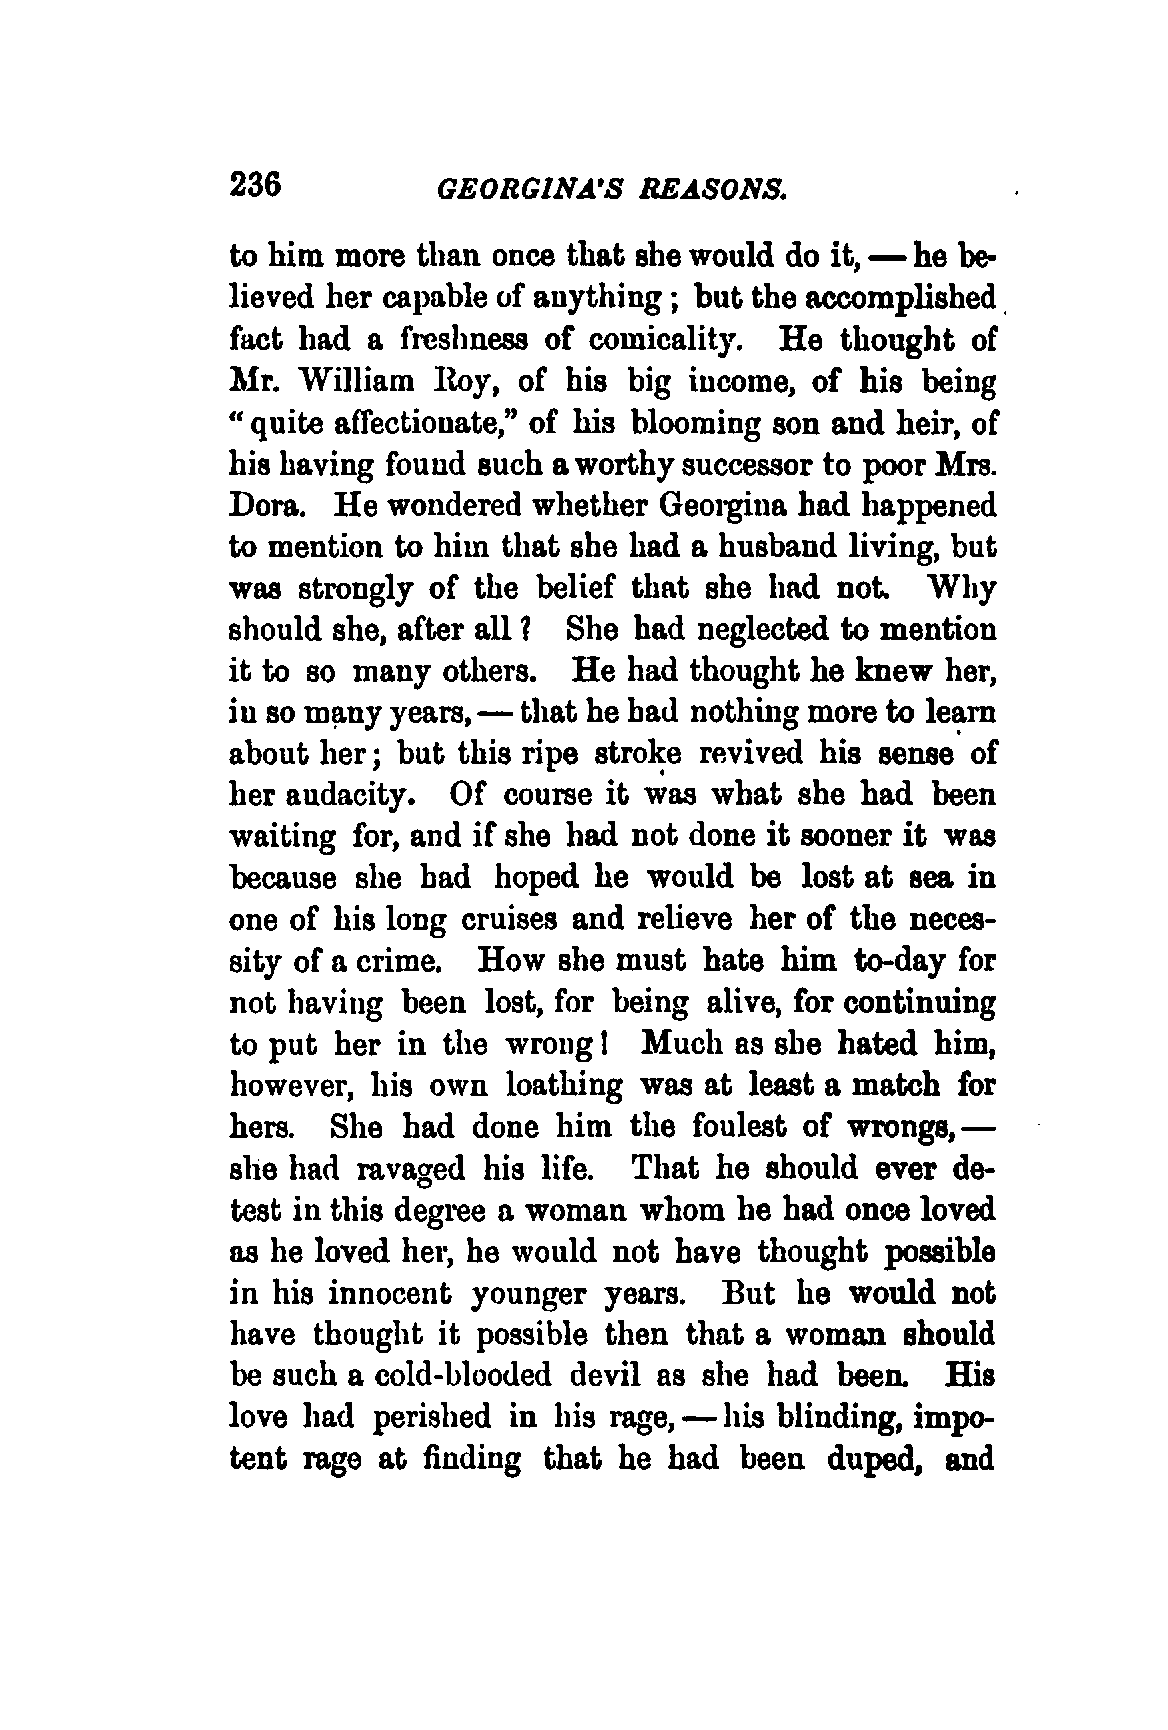 236 GEORGINA'S REASONS.
to him more than once that she would do it, — he be-
lieved her capable of anything; but the accomplished
fact had a freshness of comicality. He thought of
Mr. William Roy, of his big income, of his being
"quite affectionate," of his blooming son and heir, of
his having found such a worthy successor to poor Mrs.
Dora. He wondered whether Georgina had happened
to mention to him that she had a husband living, but
was strongly of the belief that she had not. Why
should she, after all? She had neglected to mention
it to so many others. He had thought he knew her,
in so many years, — that he had nothing more to learn
about her; but this ripe stroke revived his sense of
her audacity. Of course it was what she had been
waiting for, and if she had not done it sooner it was
because she had hoped he would be lost at sea in
one of his long cruises and relieve her of the neces-
sity of a crime. How she must hate him to-day for
not having been lost, for being alive, for continuing
to put her in the wrong! Much as she hated him,
however, his own loathing was at least a match for
hers. She had done him the foulest of wrongs, —
she had ravaged his life. That he should ever de-
test in this degree a woman whom he had once loved
as he loved her, he would not have thought possible
in his innocent younger years. But he would not
have thought it possible then that a woman should
be such a cold-blooded devil as she had been. His
love had perished in his rage, — his blinding, impo-
tent rage at finding that he had been duped, and